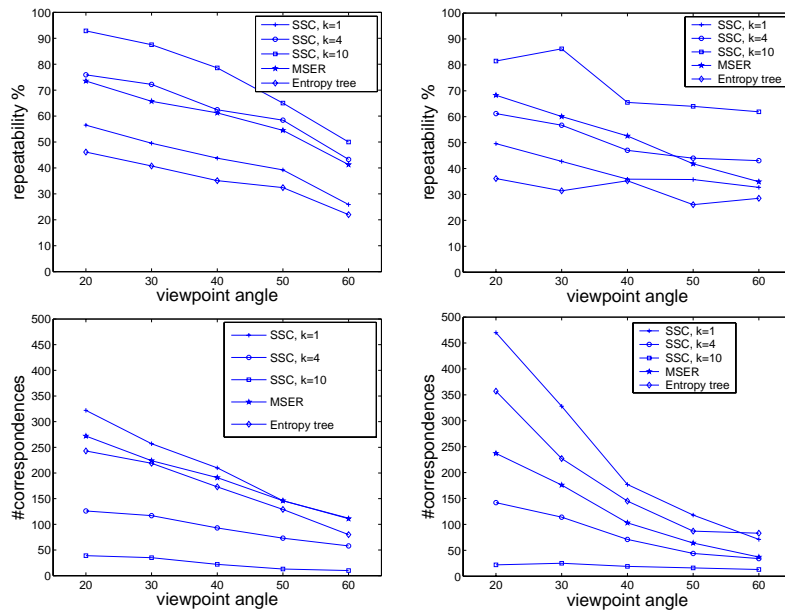 100
90
80
70
60
50
40
30
20
10
0
repeatability %
SSC, k=1
SSC, k=4
SSC, k=10
MSER
Entropy tree
20 30 40 50 60
viewpoint angle
100
90
80
70
60
50
40
30
20
10
0
repeatability %
SSC, k=1
SSC, k=4
SSC, k=10
MSER
Entropy tree
20 30 40 50 60
viewpoint angle
500
450
400
350
300
250
200
150
100
50
0
#correspondences
SSC, k=1
SSC, k=4
SSC, k=10
MSER
Entropy tree
20 30 40 50 60
viewpoint angle
500
450
400
350
300
250
200
150
100
50
0
#correspondences
SSC, k=1
SSC, k=4
SSC, k=10
MSER
Entropy tree
20 30 40 50 60
viewpoint angle